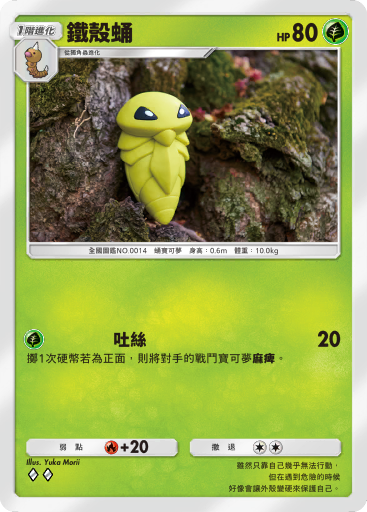 1階進化
鐵殼蛹
HP 80
從獨角蟲進化
全國圖鑑NO.0014 蛹寶可夢 身高：0.6m 體重：10.0kg
吐絲 20
擲1次硬幣若為正面，則將對手的戰鬥寶可夢麻痺。
弱點 +20 撤退
Illus. Yuka Morii
雖然只靠自己幾乎無法行動，
但在遇到危險的時候
好像會讓外殼變硬來保護自己。